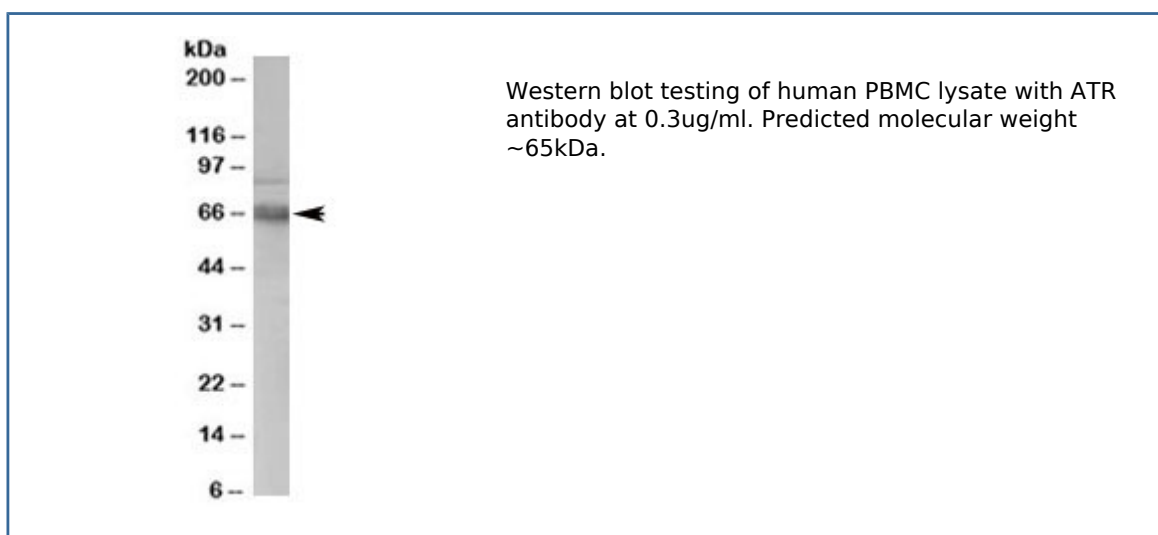 kDa
200 --
116 --
97 --
66 --
44 --
31 --
22 --
14 --
6 --
Western blot testing of human PBMC lysate with ATR
antibody at 0.3ug/ml. Predicted molecular weight
~65kDa.